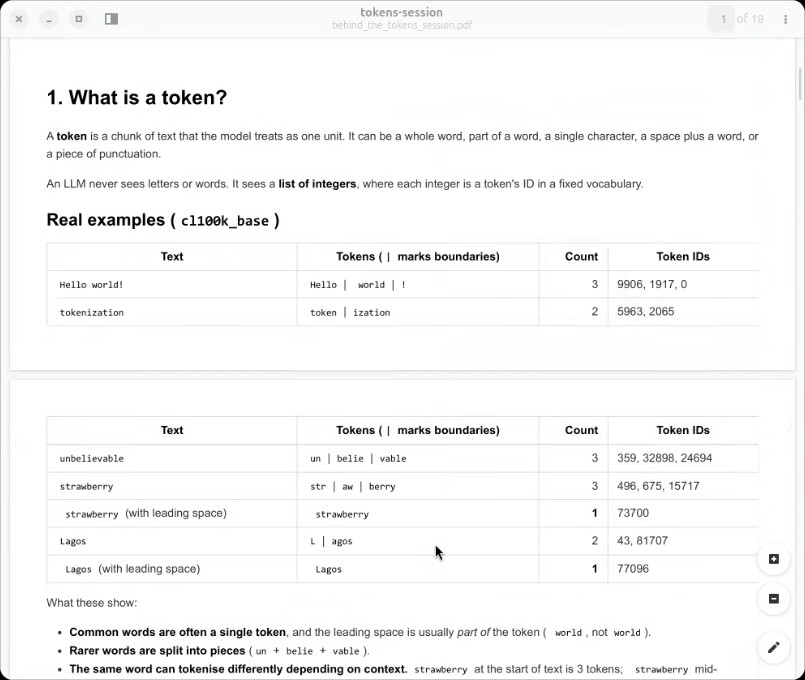 tokens-session
behind_the_tokens_session.pdf
1 of 18
1. What is a token?
A token is a chunk of text that the model treats as one unit. It can be a whole word, part of a word, a single character, a space plus a word, or
a piece of punctuation.
An LLM never sees letters or words. It sees a list of integers, where each integer is a token's ID in a fixed vocabulary.
Real examples ( cl100k_base )
Text Tokens ( | marks boundaries) Count Token IDs
Hello world! Hello | world | ! 3 9906, 1917, 0
tokenization token | ization 2 5963, 2065
Text Tokens ( | marks boundaries) Count Token IDs
unbelievable un | belie | vable 3 359, 32898, 24694
strawberry str | aw | berry 3 496, 675, 15717
strawberry (with leading space) strawberry 1 73700
Lagos L | agos 2 43, 81707
Lagos (with leading space) Lagos 1 77096
What these show:
• Common words are often a single token, and the leading space is usually part of the token ( world , not world ).
• Rarer words are split into pieces ( un + belie + vable ).
• The same word can tokenise differently depending on context. strawberry at the start of text is 3 tokens; strawberry mid-